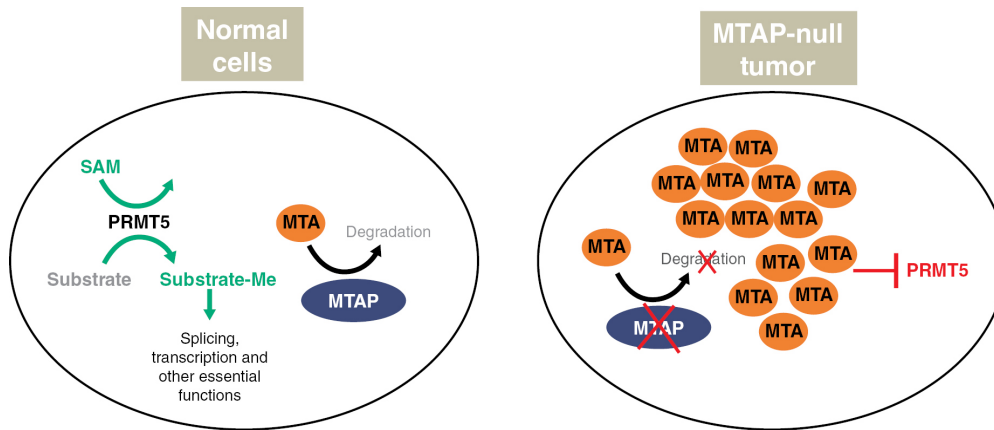 Normal
cells
SAM
PRMT5
Substrate
Substrate-Me
Splicing,
transcription and
other essential
functions
MTA
Degradation
MTAP
MTAP-null
tumor
MTA
MTA
MTA
MTA
MTA
MTA
MTA
MTA
MTA
MTA
Degradation
MTAP
MTA
MTA
MTA
MTA
MTA
PRMT5